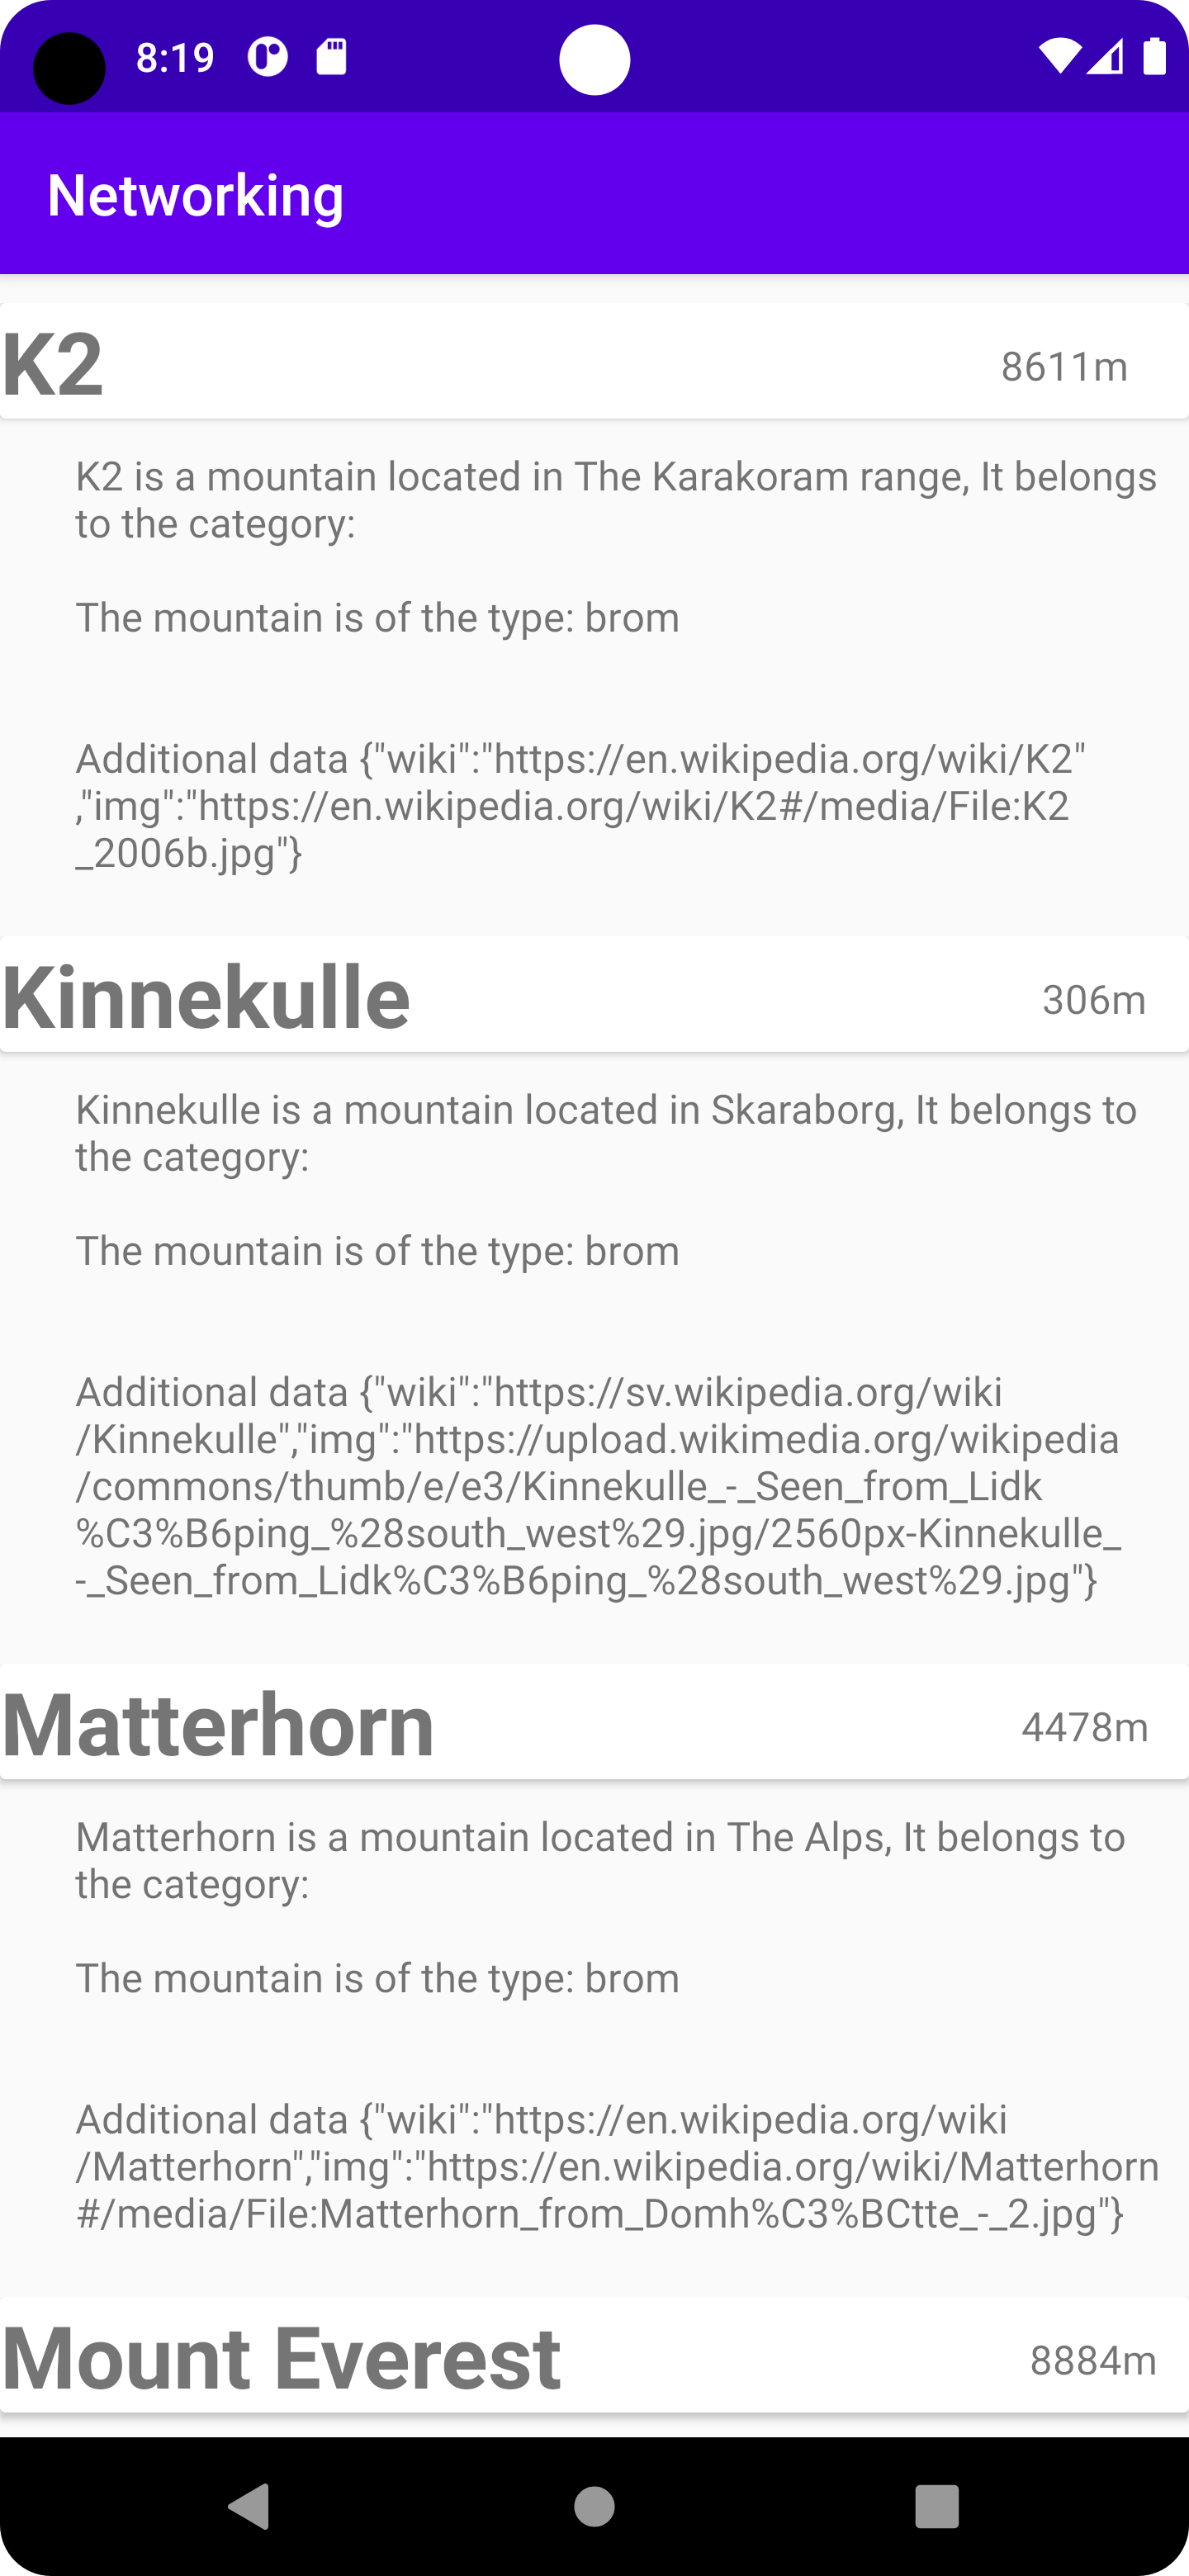 8:19
Networking
K2 8611m
K2 is a mountain located in The Karakoram range, It belongs
to the category:
The mountain is of the type: brom
Additional data {"wiki":"https://en.wikipedia.org/wiki/K2"
,"img":"https://en.wikipedia.org/wiki/K2#/media/File:K2
_2006b.jpg"}
Kinnekulle 306m
Kinnekulle is a mountain located in Skaraborg, It belongs to
the category:
The mountain is of the type: brom
Additional data {"wiki":"https://sv.wikipedia.org/wiki
/Kinnekulle","img":"https://upload.wikimedia.org/wikipedia
/commons/thumb/e/e3/Kinnekulle_-_Seen_from_Lidk
%C3%B6ping_%28south_west%29.jpg/2560px-Kinnekulle_
-_Seen_from_Lidk%C3%B6ping_%28south_west%29.jpg"}
Matterhorn 4478m
Matterhorn is a mountain located in The Alps, It belongs to
the category:
The mountain is of the type: brom
Additional data {"wiki":"https://en.wikipedia.org/wiki
/Matterhorn","img":"https://en.wikipedia.org/wiki/Matterhorn
#/media/File:Matterhorn_from_Domh%C3%BCtte_-_2.jpg"}
Mount Everest 8884m